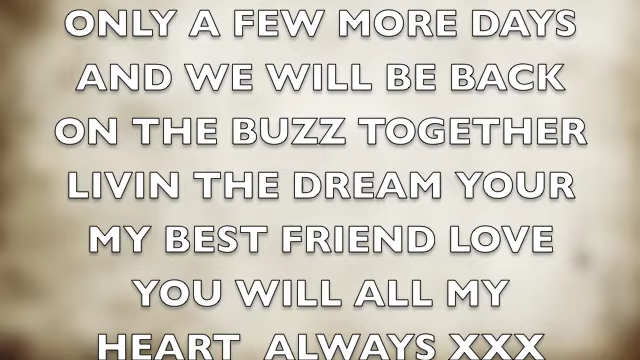 ONLY A FEW MORE DAYS
AND WE WILL BE BACK
ON THE BUZZ TOGETHER
LIVIN THE DREAM YOUR
MY BEST FRIEND LOVE
YOU WILL ALL MY
HEART  ALWAYS XXX